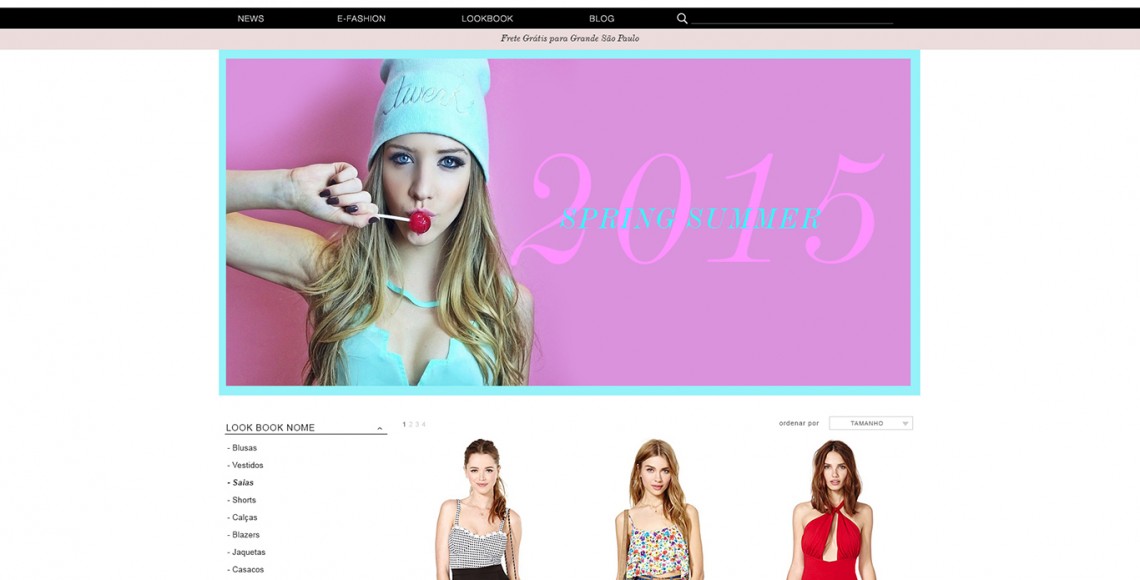 NEWS E-FASHION LOOKBOOK BLOG
Frete Grátis para Grande São Paulo
twerk
2015
SPRING SUMMER
LOOK BOOK NOME
1 2 3 4
ordenar por TAMANHO
- Blusas
- Vestidos
- Saias
- Shorts
- Calças
- Blazers
- Jaquetas
- Casacos